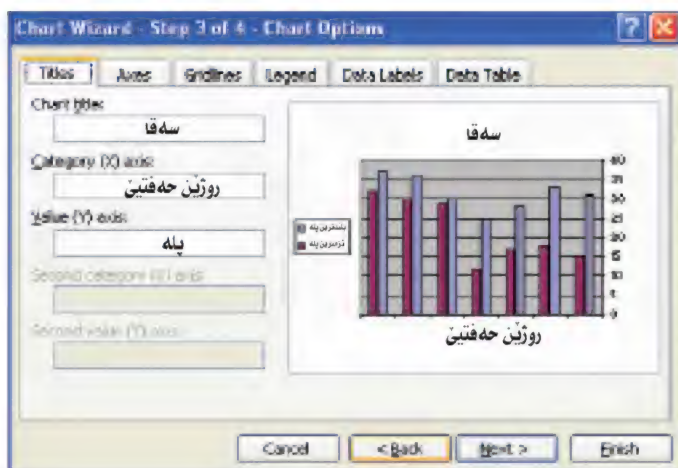 Chart Wizard - Step 3 of 4 - Chart Options
Titles Axes Gridlines Legend Data Labels Data Table
Chart title:
سەقا
Category (X) axis:
روژێن حەفتیێ
Value (Y) axis:
پلە
Second category (X) axis:
Second value (Y) axis:
سەقا
40
35
30
25
20
15
10
5
0
روژێن حەفتیێ
Cancel < Back Next > Finish